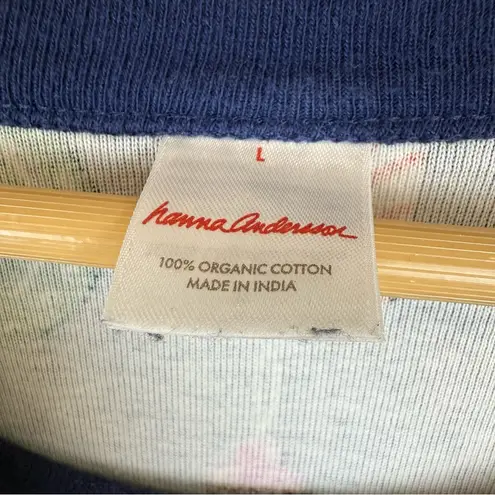 L
hanna andersson
100% ORGANIC COTTON
MADE IN INDIA